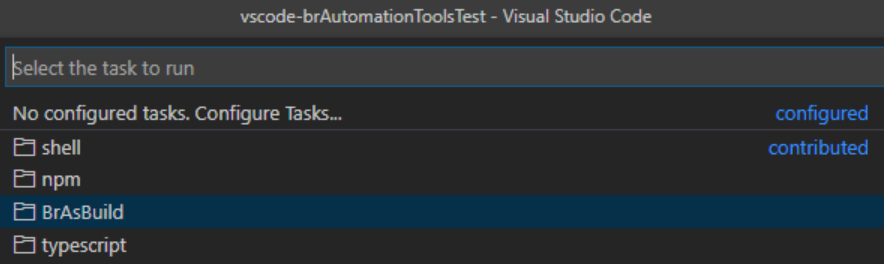 vscode-brAutomationToolsTest - Visual Studio Code
Select the task to run
No configured tasks. Configure Tasks... configured
shell contributed
npm
BrAsBuild
typescript